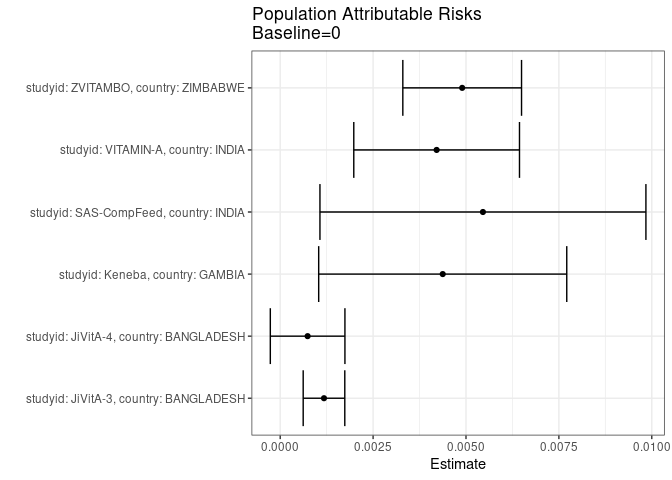 Population Attributable Risks
Baseline=0
studyid: ZVITAMBO, country: ZIMBABWE
studyid: VITAMIN-A, country: INDIA
studyid: SAS-CompFeed, country: INDIA
studyid: Keneba, country: GAMBIA
studyid: JiVitA-4, country: BANGLADESH
studyid: JiVitA-3, country: BANGLADESH
0.0000 0.0025 0.0050 0.0075 0.0100
Estimate